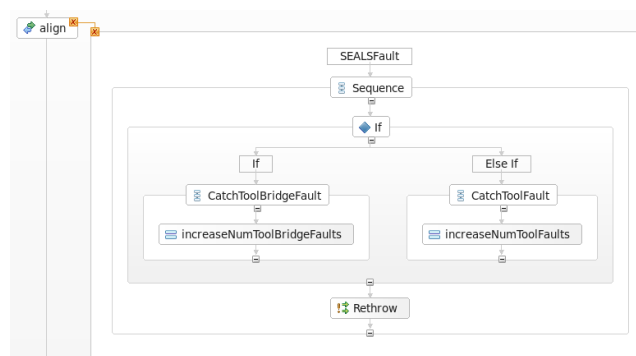 align
SEALSFault
Sequence
If
If
Else If
CatchToolBridgeFault
CatchToolFault
increaseNumToolBridgeFaults
increaseNumToolFaults
Rethrow